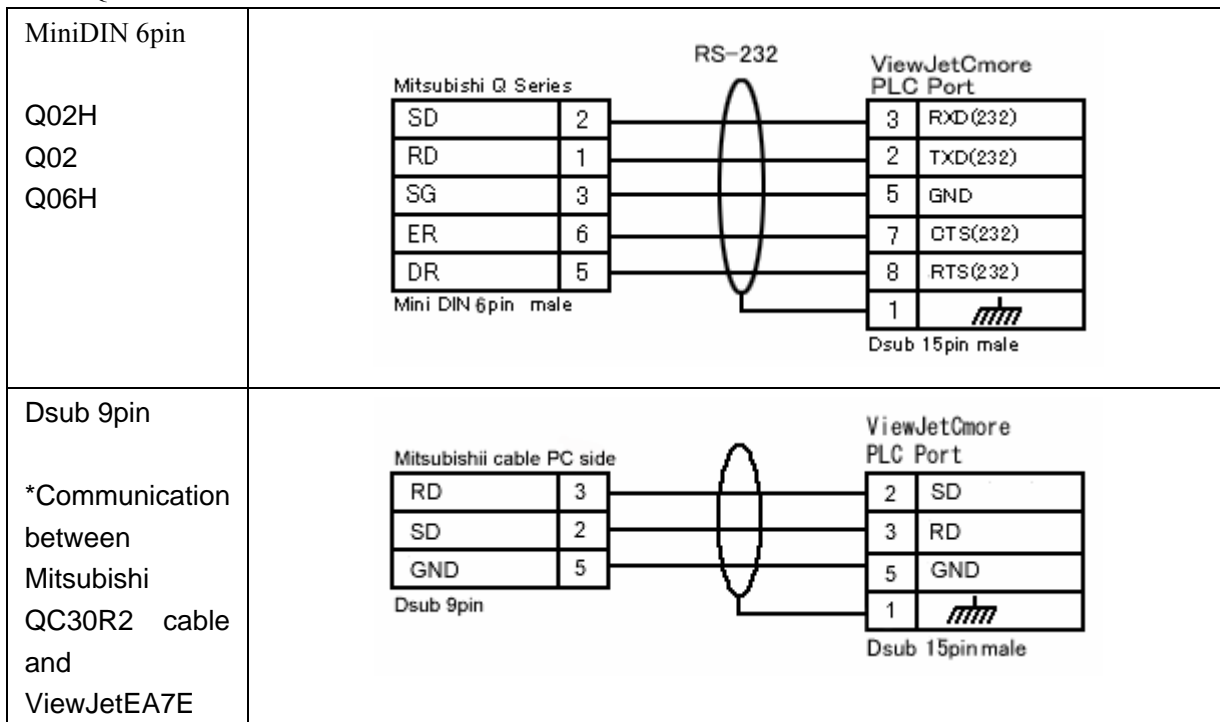 MiniDIN 6pin
Q02H
Q02
Q06H
RS-232
Mitsubishi Q Series
ViewJetCmore
PLC Port
SD 2 3 RXD(232)
RD 1 2 TXD(232)
SG 3 5 GND
ER 6 7 CTS(232)
DR 5 8 RTS(232)
1
Mini DIN 6pin male
Dsub 15pin male
Dsub 9pin
*Communication
between
Mitsubishi
QC30R2 cable
and
ViewJetEA7E
Mitsubishii cable PC side
ViewJetCmore
PLC Port
RD 3 2 SD
SD 2 3 RD
GND 5 5 GND
1
Dsub 9pin
Dsub 15pin male